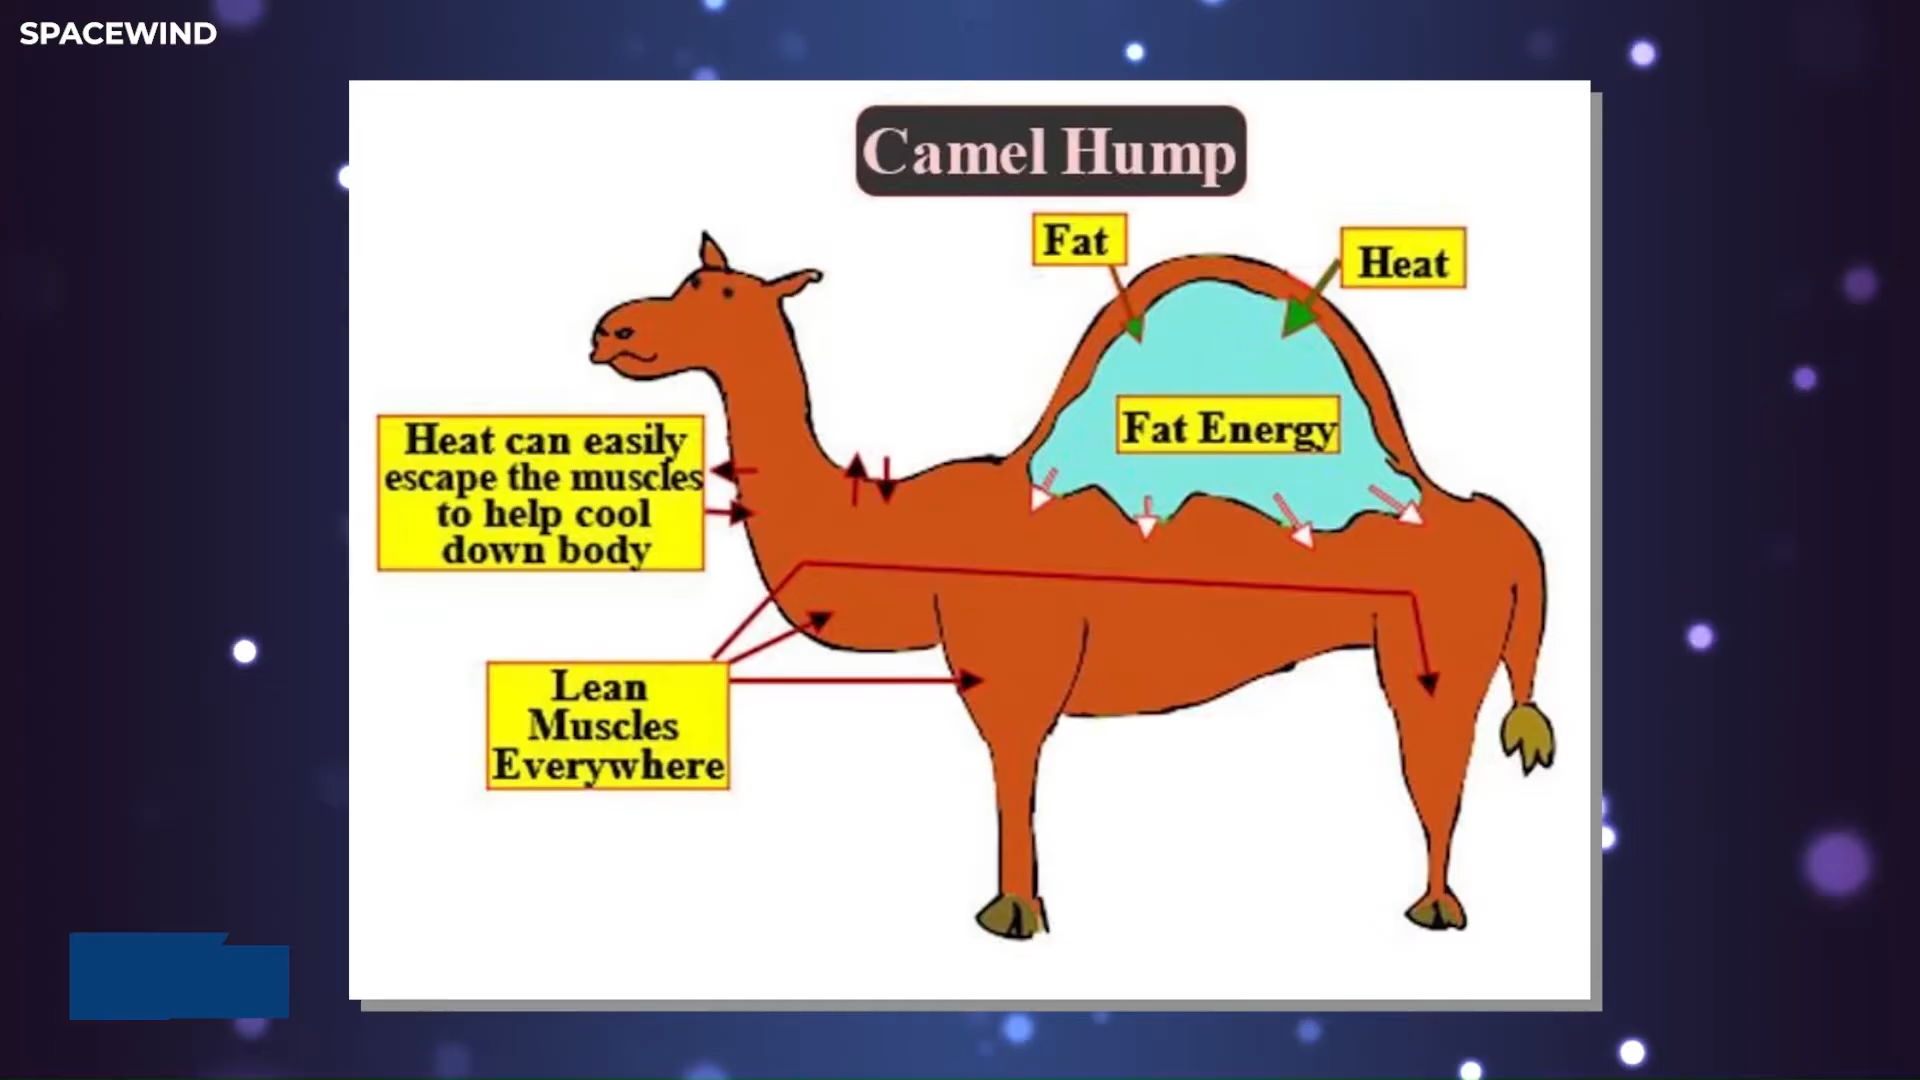 SPACEWIND
Camel Hump
Fat
Heat
Fat Energy
Heat can easily
escape the muscles
to help cool
down body
Lean
Muscles
Everywhere